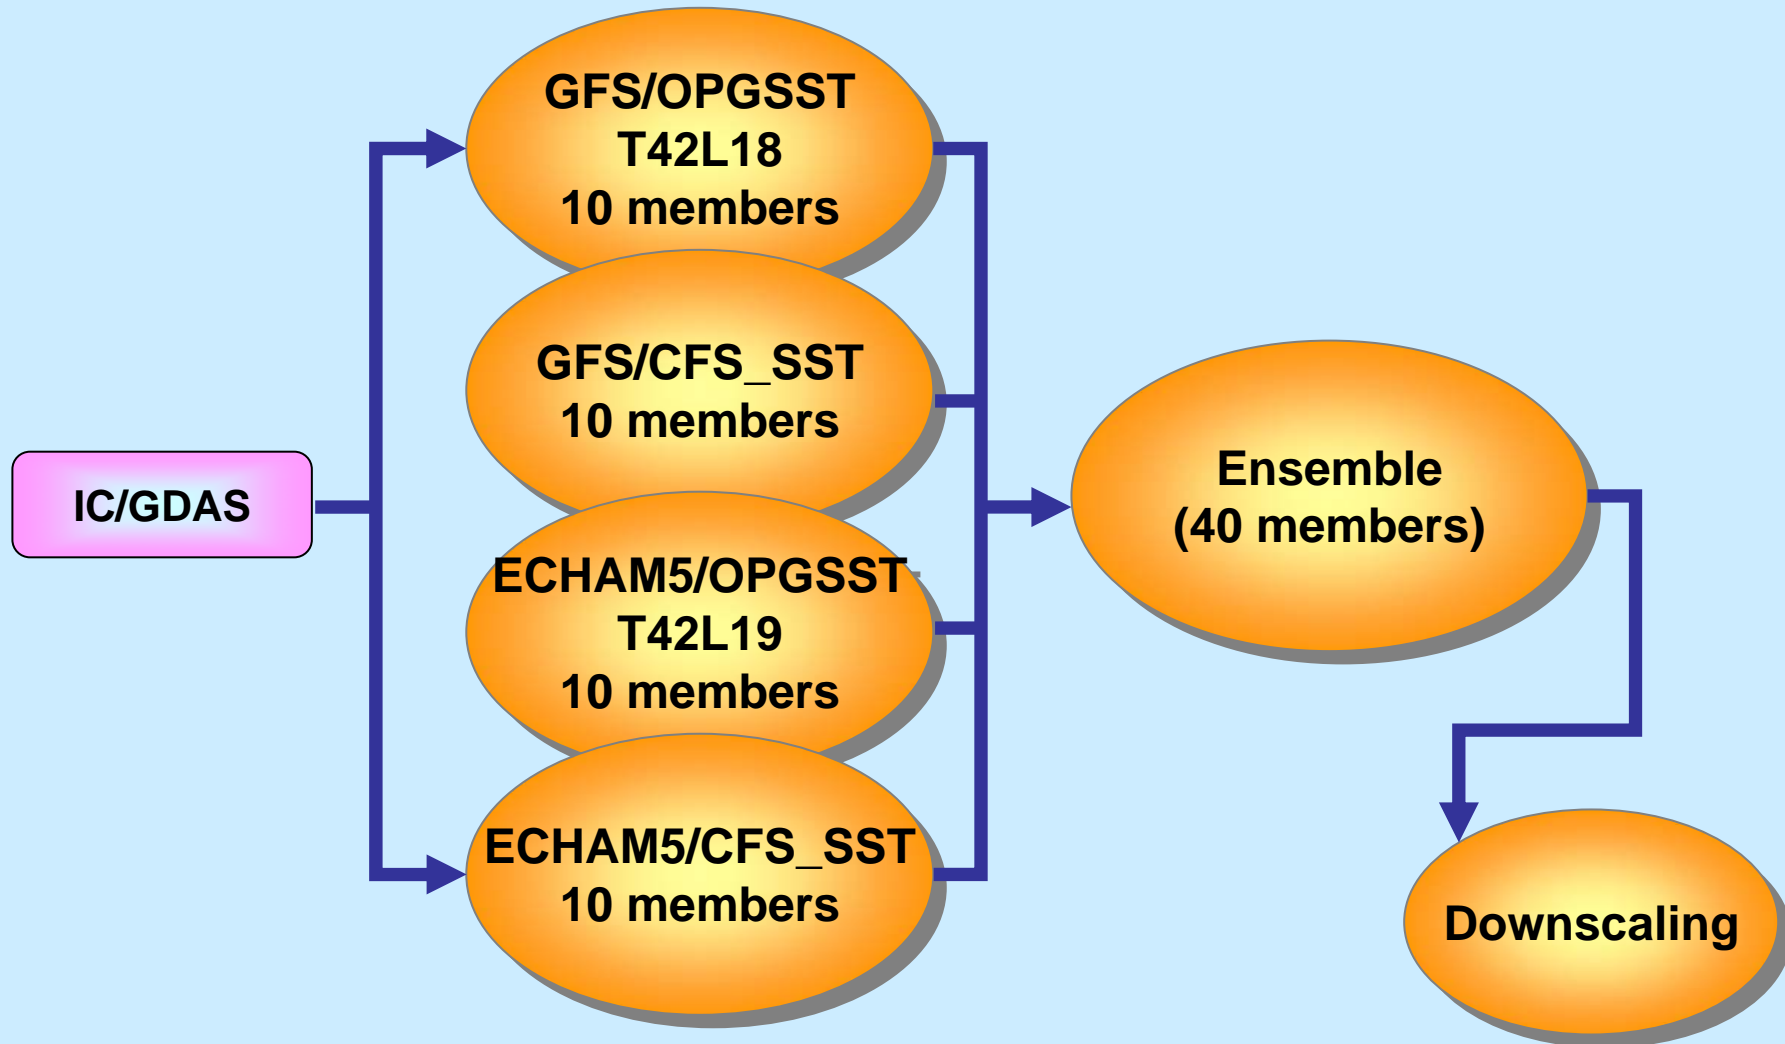 IC/GDAS
GFS/OPGSST
T42L18
10 members
GFS/CFS_SST
10 members
ECHAM5/OPGSST
T42L19
10 members
ECHAM5/CFS_SST
10 members
Ensemble
(40 members)
Downscaling